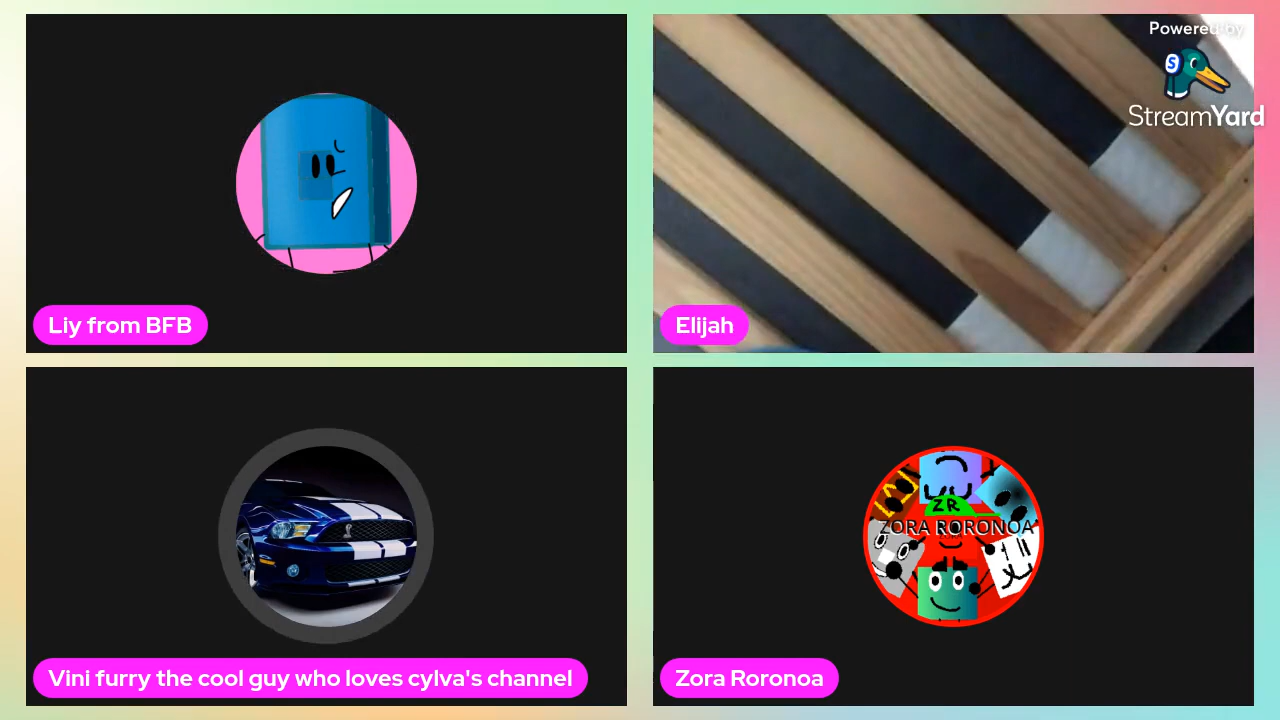 Powered by
StreamYard
Liy from BFB
Elijah
ZR
ZORA RORONOA
Vini furry the cool guy who loves cylva's channel
Zora Roronoa